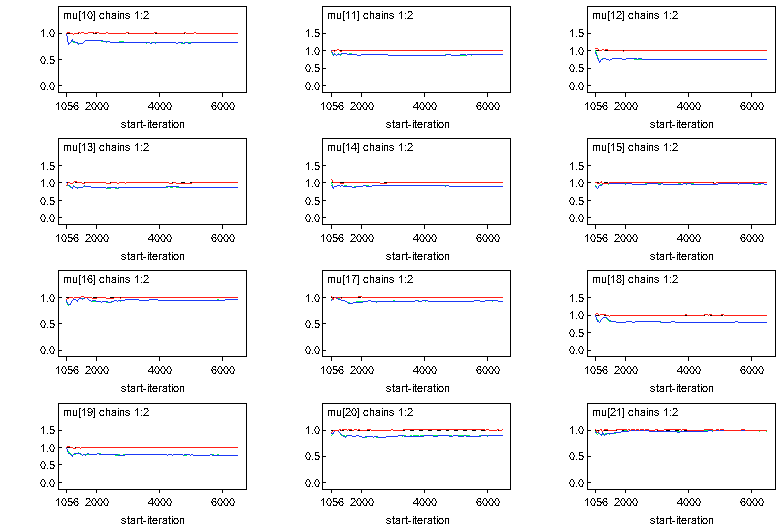 mu[10] chains 1:2 mu[11] chains 1:2 mu[12] chains 1:2
1.5 1.5
1.0 1.0 1.0
0.5 0.5 0.5
0.0 0.0 0.0
1056 2000 4000 6000 1056 2000 4000 6000 1056 2000 4000 6000
start-iteration start-iteration start-iteration
mu[13] chains 1:2 mu[14] chains 1:2 mu[15] chains 1:2
1.5 1.5 1.5
1.0 1.0 1.0
0.5 0.5 0.5
0.0 0.0 0.0
1056 2000 4000 6000 1056 2000 4000 6000 1056 2000 4000 6000
start-iteration start-iteration start-iteration
mu[16] chains 1:2 mu[17] chains 1:2 mu[18] chains 1:2
1.5
1.0 1.0 1.0
0.5 0.5 0.5
0.0 0.0 0.0
1056 2000 4000 6000 1056 2000 4000 6000 1056 2000 4000 6000
start-iteration start-iteration start-iteration
mu[19] chains 1:2 mu[20] chains 1:2 mu[21] chains 1:2
1.5
1.0 1.0 1.0
0.5 0.5 0.5
0.0 0.0 0.0
1056 2000 4000 6000 1056 2000 4000 6000 1056 2000 4000 6000
start-iteration start-iteration start-iteration